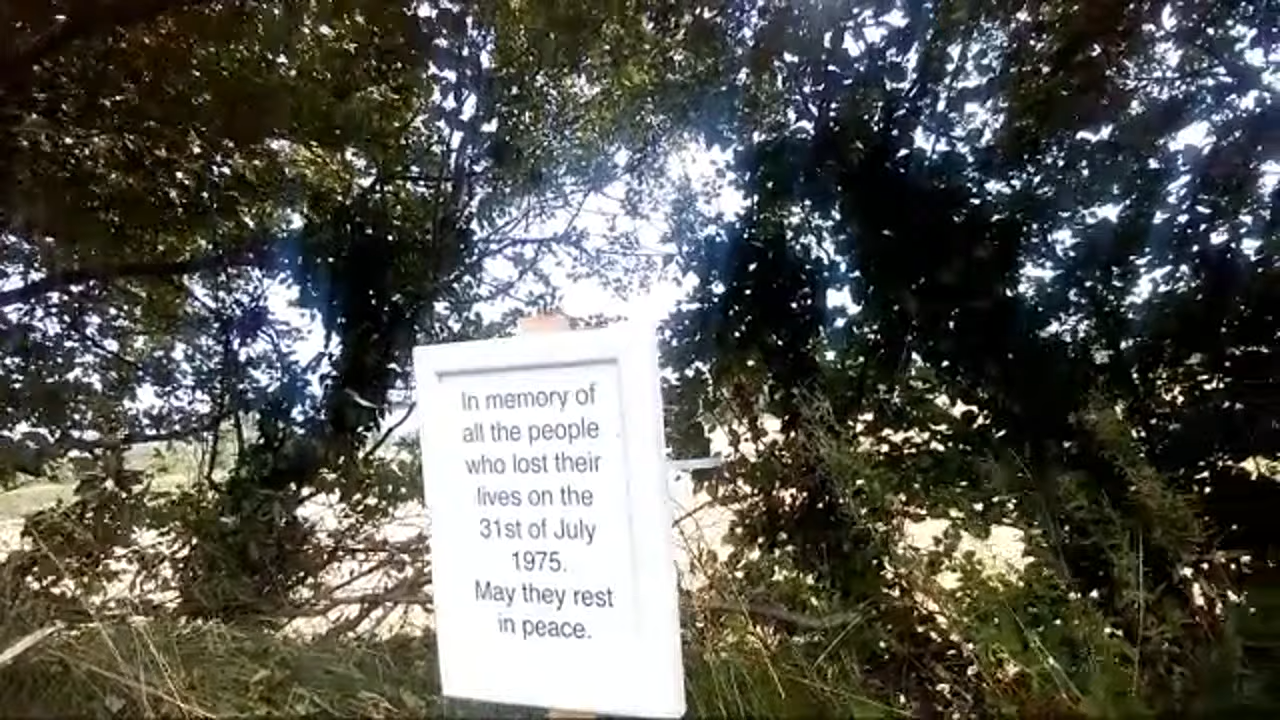 In memory of
all the people
who lost their
lives on the
31st of July
1975.
May they rest
in peace.